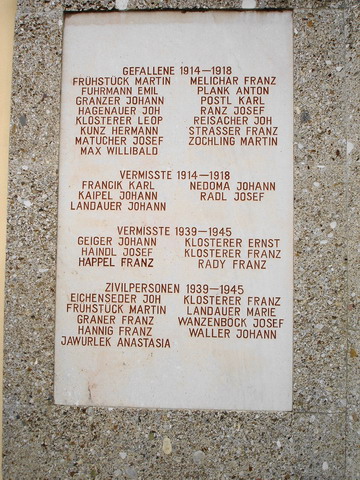 GEFALLENE 1914–1918
FRÜHSTÜCK MARTIN MELICHAR FRANZ
FUHRMANN EMIL PLANK ANTON
GRANZER JOHANN POSTL KARL
HAGENAUER JOH RANZ JOSEF
KLOSTERER LEOP REISACHER JOH
KUNZ HERMANN STRASSER FRANZ
MATUCHER JOSEF ZÖCHLING MARTIN
MAX WILLIBALD
VERMISSTE 1914–1918
FRANCIK KARL NEDOMA JOHANN
KAIPEL JOHANN RADL JOSEF
LANDAUER JOHANN
VERMISSTE 1939–1945
GEIGER JOHANN KLOSTERER ERNST
HAINDL JOSEF KLOSTERER FRANZ
HAPPEL FRANZ RADY FRANZ
ZIVILPERSONEN 1939–1945
EICHENSEDER JOH KLOSTERER FRANZ
FRÜHSTÜCK MARTIN LANDAUER MARIE
GRANER FRANZ WANZENBÖCK JOSEF
HANNIG FRANZ WALLER JOHANN
JAWURLEK ANASTASIA